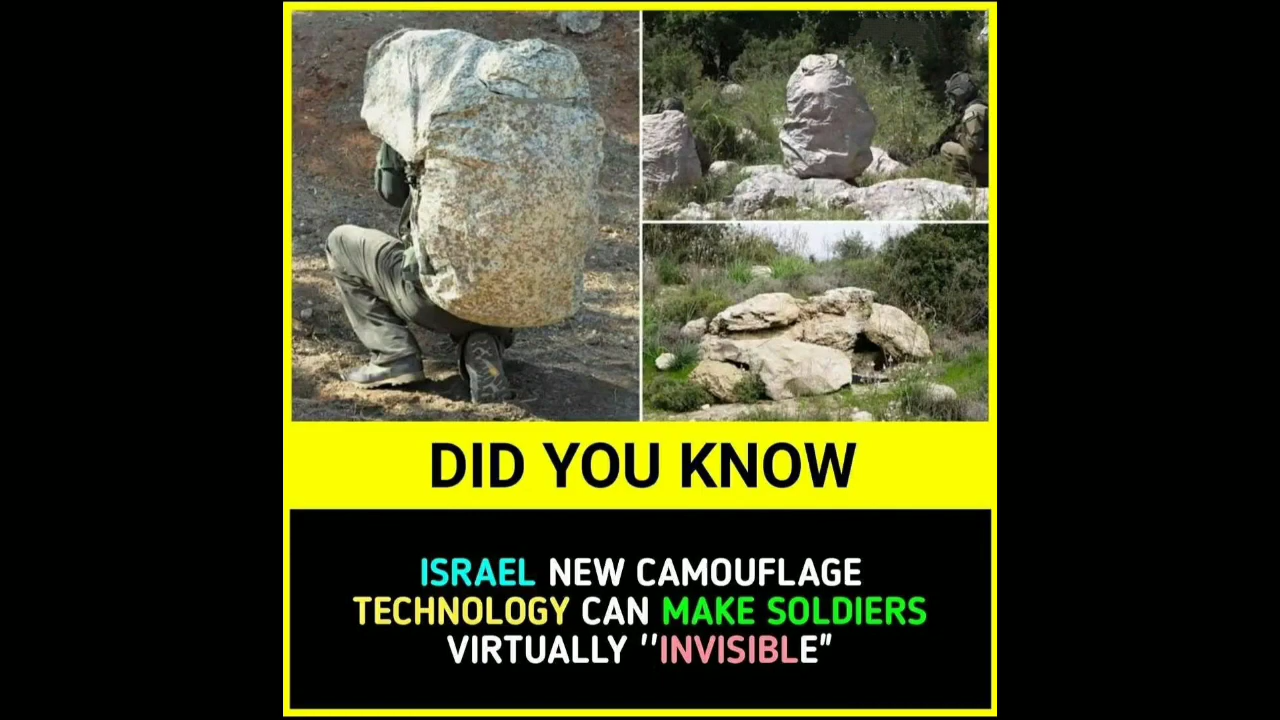 DID YOU KNOW
ISRAEL NEW CAMOUFLAGE
TECHNOLOGY CAN MAKE SOLDIERS
VIRTUALLY ''INVISIBLE"